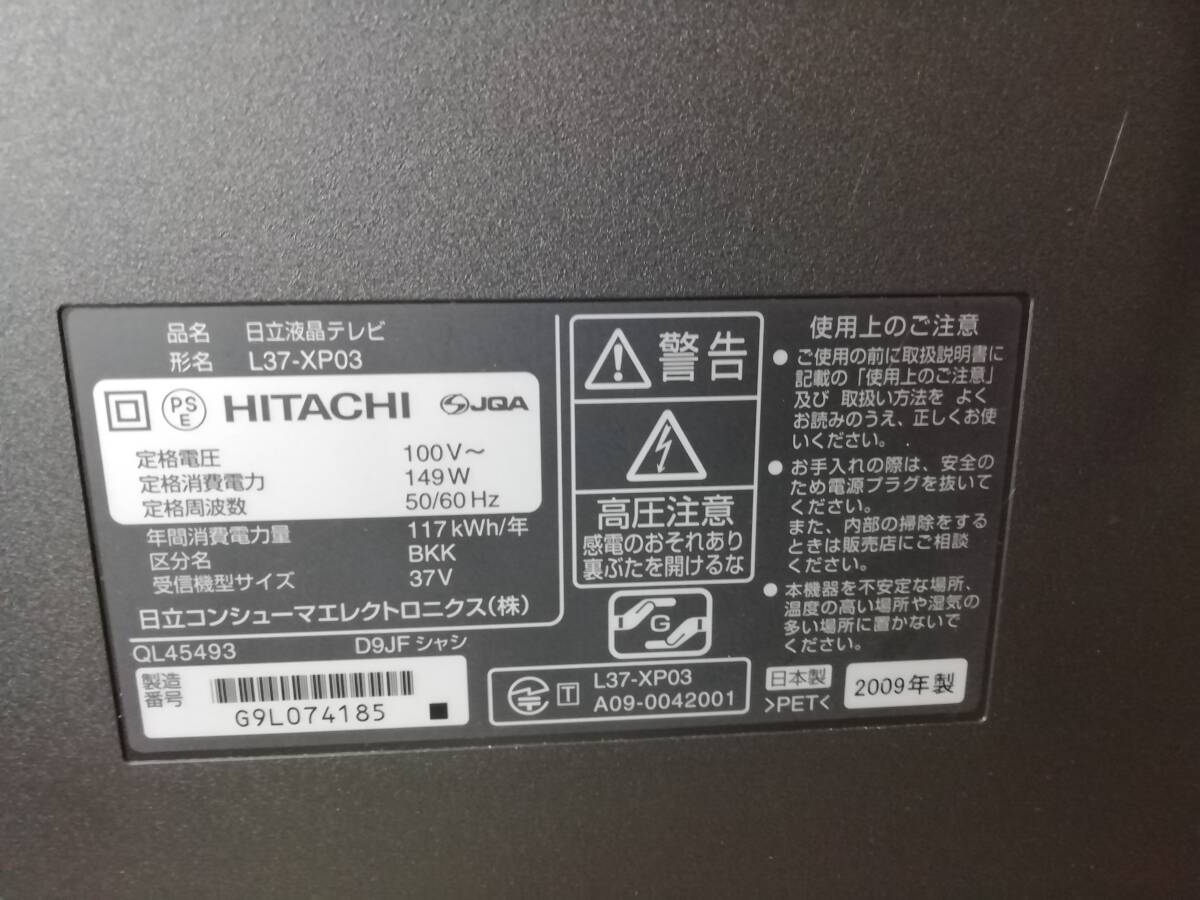 品名 日立液晶テレビ
形名 L37-XP03
PS
E
HITACHI JQA
定格電圧 100V～
定格消費電力 149W
定格周波数 50/60Hz
年間消費電力量 117kWh/年
区分名 BKK
受信機型サイズ 37V
日立コンシューマエレクトロニクス(株)
QL45493 D9JFシャシ
製造
番号
G9L074185
警告
高圧注意
感電のおそれあり
裏ぶたを開けるな
G
T L37-XP03
A09-0042001
使用上のご注意
●ご使用の前に取扱説明書に
記載の「使用上のご注意」
及び 取扱い方法を よく
お読みのうえ、正しくお使
いください。
●お手入れの際は、安全の
ため電源プラグを抜いて
ください。
また、内部の掃除をする
ときは販売店にご相談
ください。
●本機器を不安定な場所、
温度の高い場所や湿気の
多い場所に置かないで
ください。
日本製
>PET<
2009年製